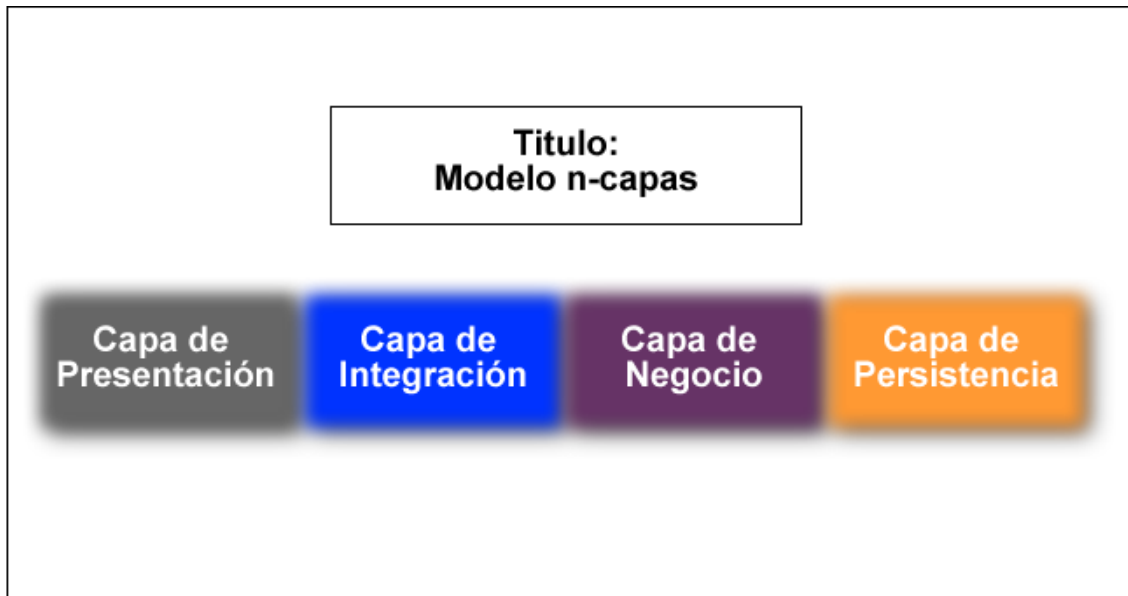 Titulo:
Modelo n-capas
Capa de
Presentación
Capa de
Integración
Capa de
Negocio
Capa de
Persistencia